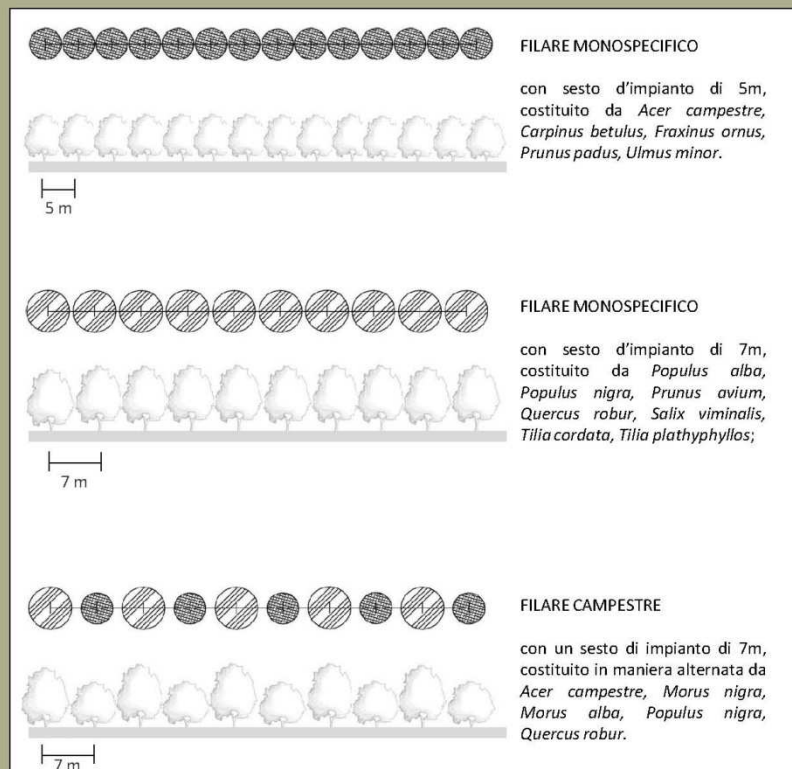 FILARE MONOSPECIFICO
con sesto d'impianto di 5m,
costituito da Acer campestre,
Carpinus betulus, Fraxinus ornus,
Prunus padus, Ulmus minor.
5 m
FILARE MONOSPECIFICO
con sesto d'impianto di 7m,
costituito da Populus alba,
Populus nigra, Prunus avium,
Quercus robur, Salix viminalis,
Tilia cordata, Tilia plathyphyllos;
7 m
FILARE CAMPESTRE
con un sesto di impianto di 7m,
costituito in maniera alternata da
Acer campestre, Morus nigra,
Morus alba, Populus nigra,
Quercus robur.
7 m